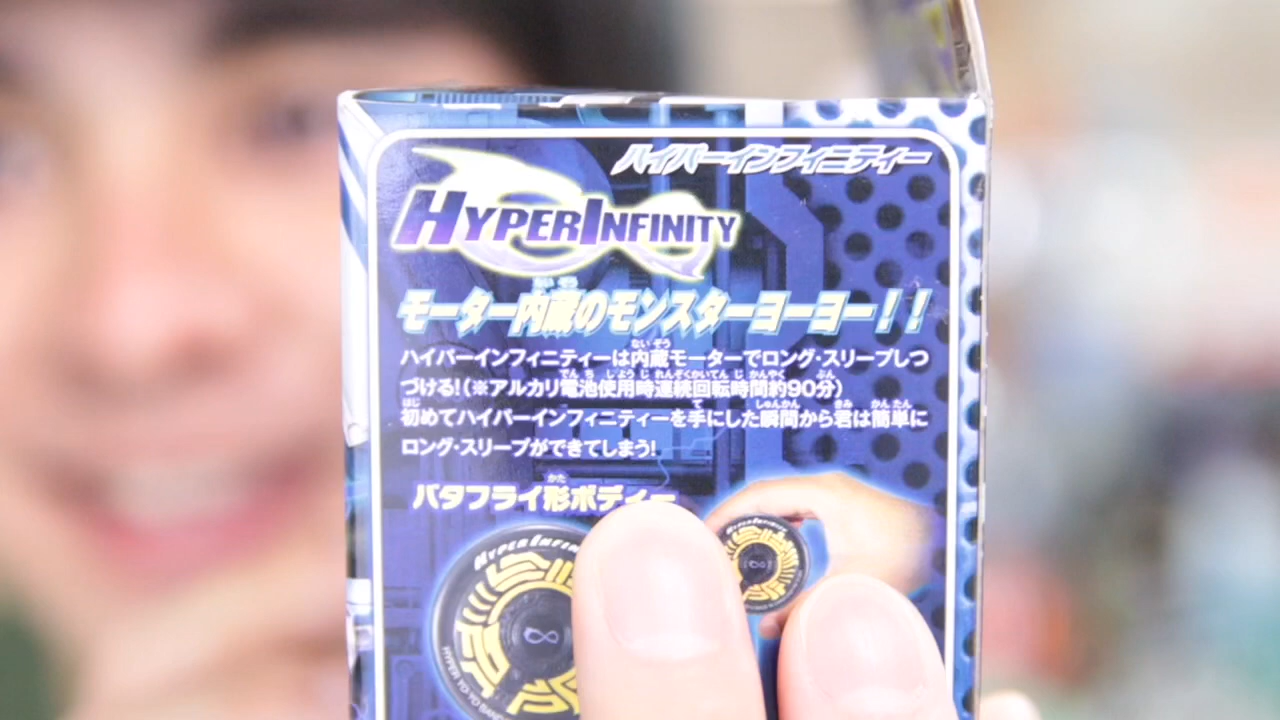 ハイパーインフィニティー
HYPERINFINITY
モーター内蔵のモンスターヨーヨー！！
ハイパーインフィニティーは内蔵モーターでロング・スリープしつ
づける！（※アルカリ電池使用時連続回転時間約90分）
初めてハイパーインフィニティーを手にした瞬間から君は簡単に
ロング・スリープができてしまう！
バタフライ形ボディー
HYPER INFINI
HYPERINFINITY
HYPER YO-YO BANDAI